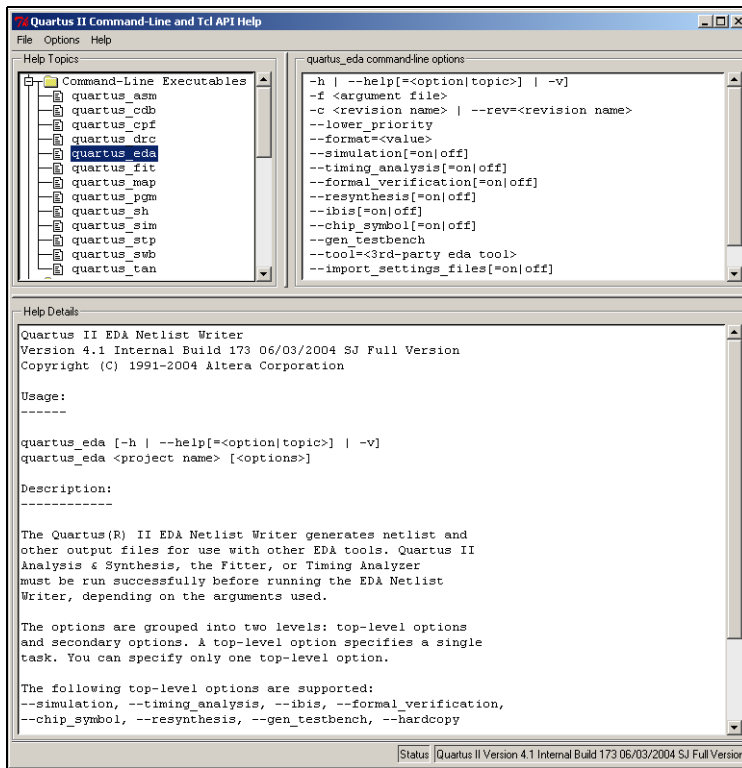 Quartus II Command-Line and Tcl API Help
File Options Help
Help Topics
Command-Line Executables
quartus_asm
quartus_cdb
quartus_cpf
quartus_drc
quartus_eda
quartus_fit
quartus_map
quartus_pgm
quartus_sh
quartus_sim
quartus_stp
quartus_swb
quartus_tan
quartus_eda command-line options
-h | --help[=<option|topic>] | -v]
-f <argument file>
-c <revision name> | --rev=<revision name>
--lower_priority
--format=<value>
--simulation[=on|off]
--timing_analysis[=on|off]
--formal_verification[=on|off]
--resynthesis[=on|off]
--ibis[=on|off]
--chip_symbol[=on|off]
--gen_testbench
--tool=<3rd-party eda tool>
--import_settings_files[=on|off]
Help Details
Quartus II EDA Netlist Writer
Version 4.1 Internal Build 173 06/03/2004 SJ Full Version
Copyright (C) 1991-2004 Altera Corporation
Usage:
------
quartus_eda [-h | --help[=<option|topic>] | -v]
quartus_eda <project name> [<options>]
Description:
------------
The Quartus(R) II EDA Netlist Writer generates netlist and
other output files for use with other EDA tools. Quartus II
Analysis & Synthesis, the Fitter, or Timing Analyzer
must be run successfully before running the EDA Netlist
Writer, depending on the arguments used.
The options are grouped into two levels: top-level options
and secondary options. A top-level option specifies a single
task. You can specify only one top-level option.
The following top-level options are supported:
--simulation, --timing_analysis, --ibis, --formal_verification,
--chip_symbol, --resynthesis, --gen_testbench, --hardcopy
Status Quartus II Version 4.1 Internal Build 173 06/03/2004 SJ Full Version